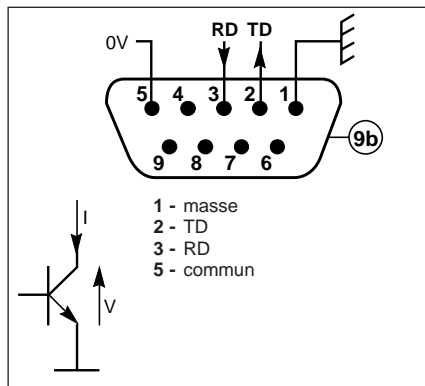 0V RD TD
5 4 3 2 1
9b
9 8 7 6
1 - masse
2 - TD
3 - RD
5 - commun
I
V